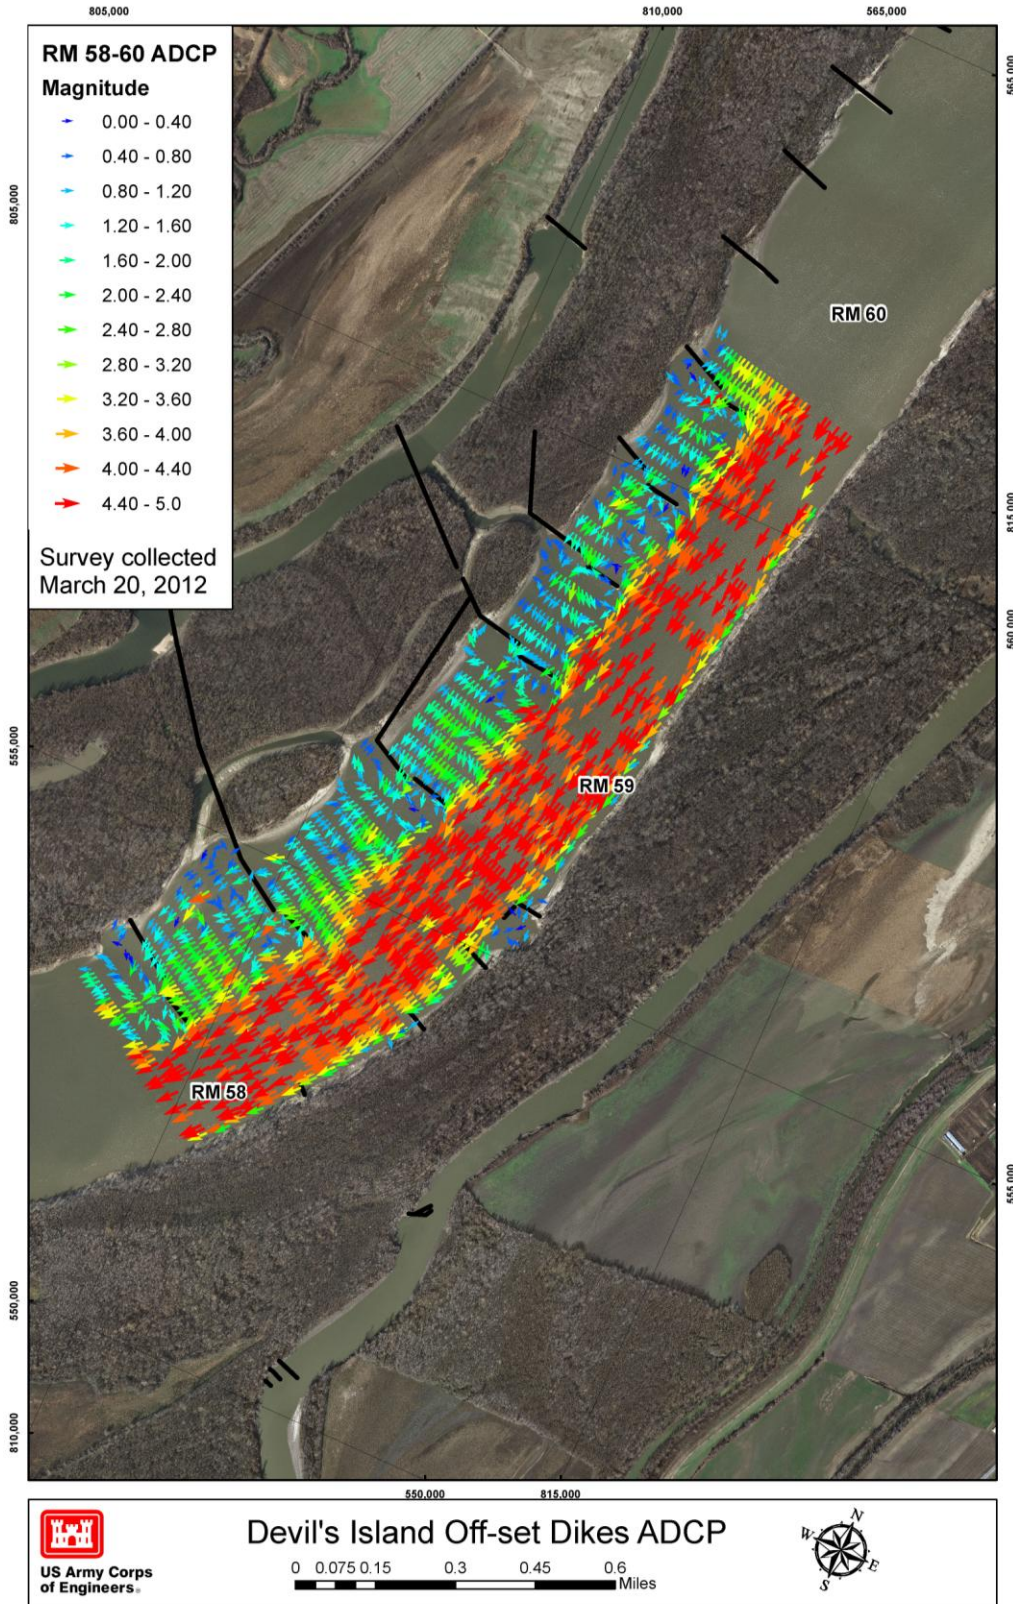 805,000
810,000
565,000
RM 58-60 ADCP
Magnitude
0.00 - 0.40
0.40 - 0.80
0.80 - 1.20
1.20 - 1.60
1.60 - 2.00
2.00 - 2.40
2.40 - 2.80
2.80 - 3.20
3.20 - 3.60
3.60 - 4.00
4.00 - 4.40
4.40 - 5.0
Survey collected
March 20, 2012
565,000
805,000
RM 60
815,000
560,000
555,000
RM 59
RM 58
555,000
550,000
810,000
550,000
815,000
US Army Corps
of Engineers®
Devil's Island Off-set Dikes ADCP
0 0.075 0.15 0.3 0.45 0.6
Miles
N
W
E
S